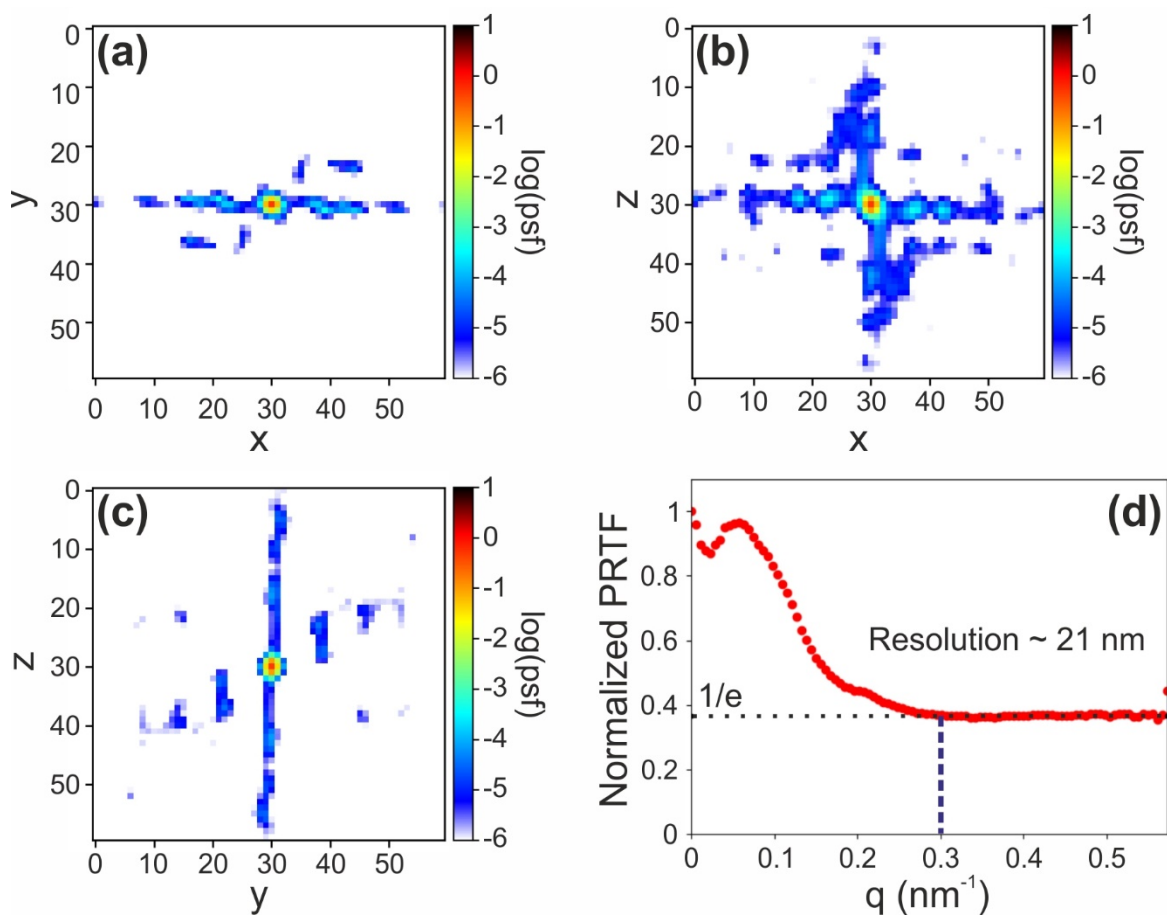 (a)
0
10
20
30
40
50
y
0 10 20 30 40 50
x
1
0
-1
-2
-3
-4
-5
-6
log(psf)
(b)
0
10
20
30
40
50
z
0 10 20 30 40 50
x
1
0
-1
-2
-3
-4
-5
-6
log(psf)
(c)
0
10
20
30
40
50
z
0 10 20 30 40 50
y
1
0
-1
-2
-3
-4
-5
-6
log(psf)
(d)
Normalized PRTF
1
0.8
0.6
0.4
0.2
0
Resolution ~ 21 nm
1/e
0 0.1 0.2 0.3 0.4 0.5
q (nm⁻¹)